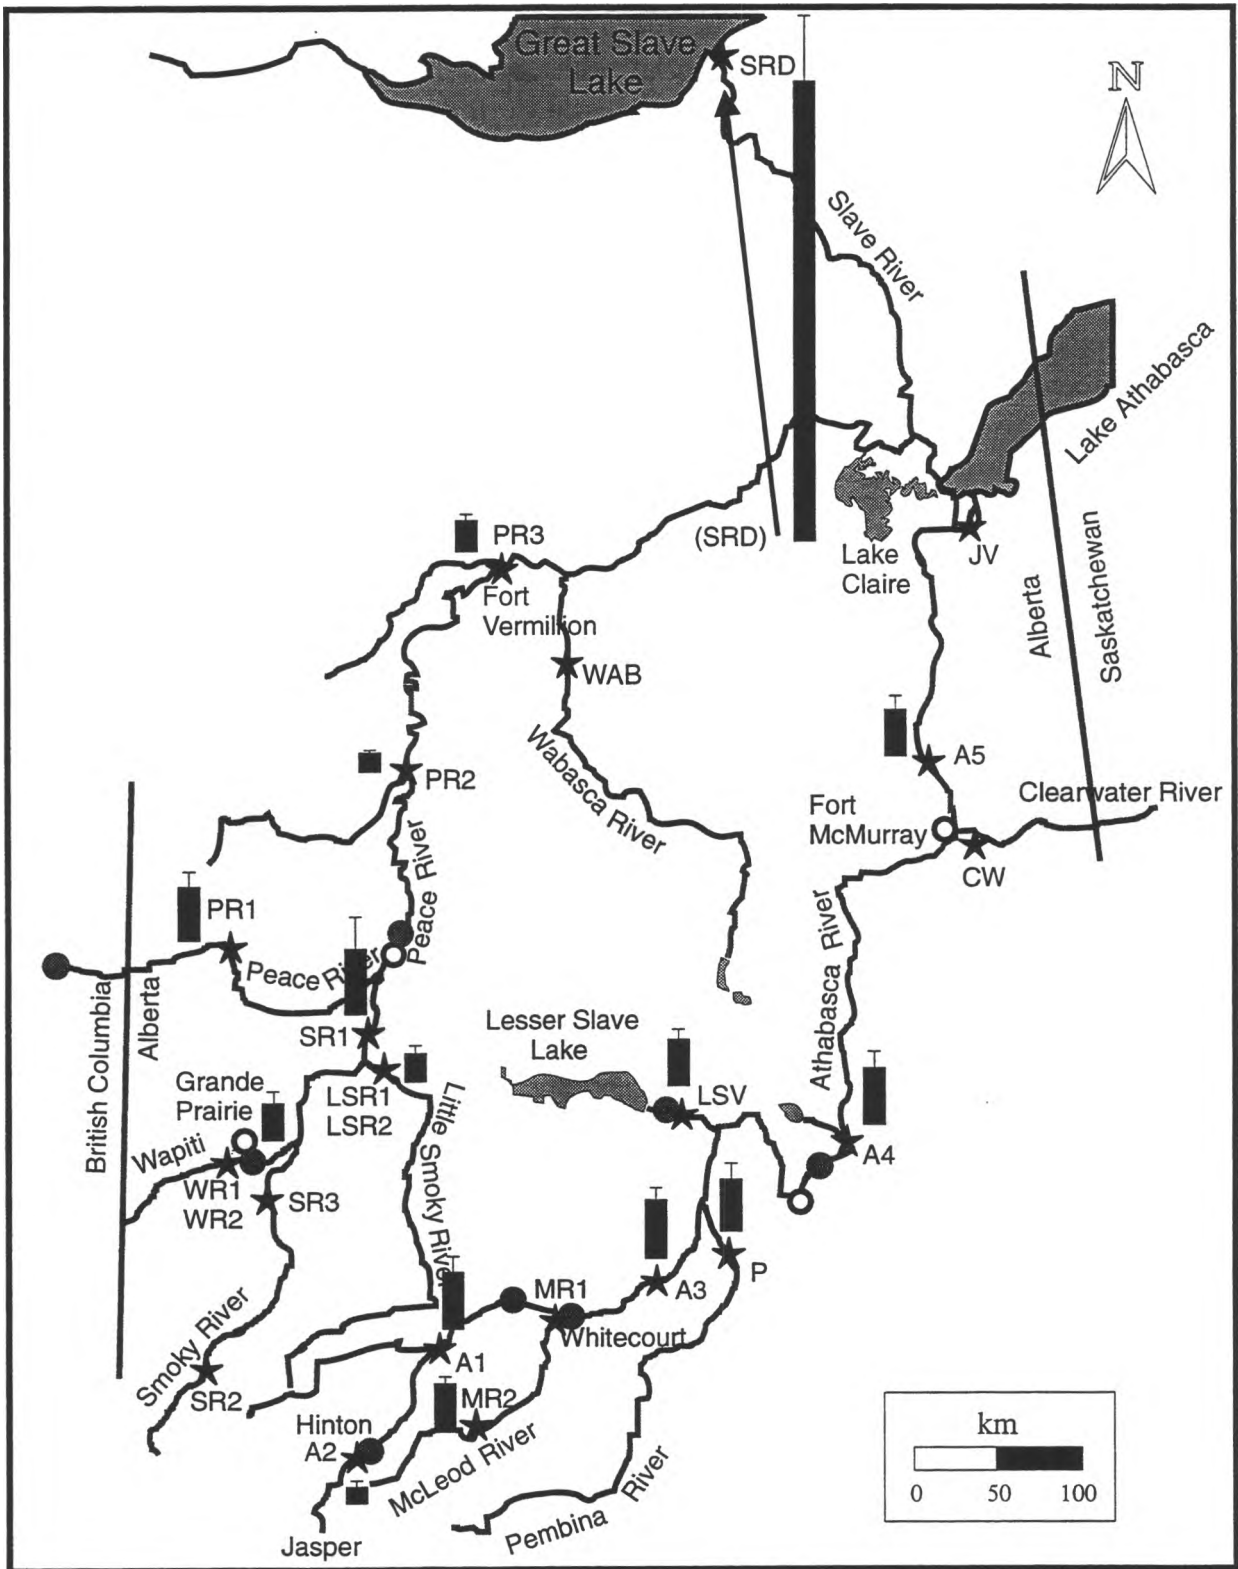 Great Slave
Lake
SRD
N
Slave River
Lake Athabasca
(SRD)
Lake
Claire
JV
Alberta
Saskatchewan
PR3
Fort
Vermillion
WAB
Wabasca River
PR2
A5
Fort
McMurray
Clearwater River
CW
Peace River
PR1
Peace River
British Columbia
Alberta
SR1
Athabasca River
Lesser Slave
Lake
LSV
Grande
Prairie
LSR1
LSR2
Little Smoky River
Wapiti
WR1
WR2
SR3
A4
P
A3
MR1
Whitecourt
Smoky River
SR2
A1
MR2
Hinton
A2
McLeod River
Pembina
River
Jasper
km
0 50 100